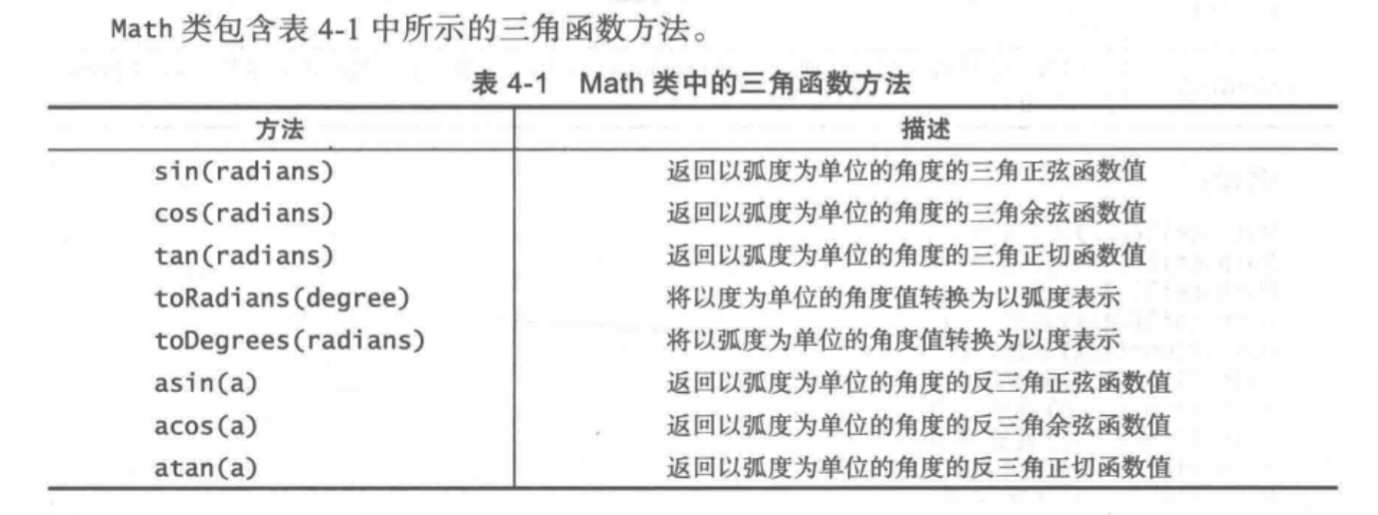 Math 类包含表 4-1 中所示的三角函数方法。
表 4-1 Math 类中的三角函数方法
方法 描述
sin(radians) 返回以弧度为单位的角度的三角正弦函数值
cos(radians) 返回以弧度为单位的角度的三角余弦函数值
tan(radians) 返回以弧度为单位的角度的三角正切函数值
toRadians(degree) 将以度为单位的角度值转换为以弧度表示
toDegrees(radians) 将以弧度为单位的角度值转换为以度表示
asin(a) 返回以弧度为单位的角度的反三角正弦函数值
acos(a) 返回以弧度为单位的角度的反三角余弦函数值
atan(a) 返回以弧度为单位的角度的反三角正切函数值